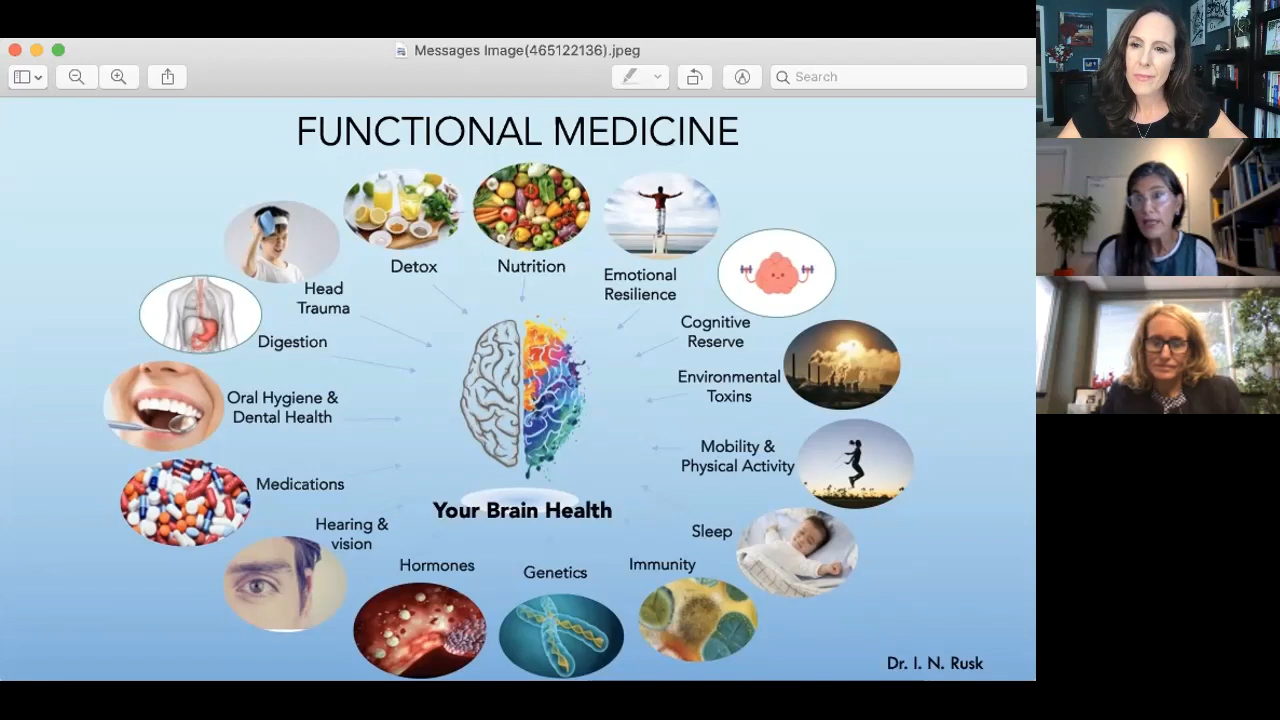 Messages Image(465122136).jpeg
Search
FUNCTIONAL MEDICINE
Detox
Nutrition
Emotional
Resilience
Head
Trauma
Cognitive
Reserve
Digestion
Environmental
Toxins
Oral Hygiene &
Dental Health
Mobility &
Physical Activity
Medications
Your Brain Health
Hearing &
vision
Sleep
Hormones
Genetics
Immunity
Dr. I. N. Rusk